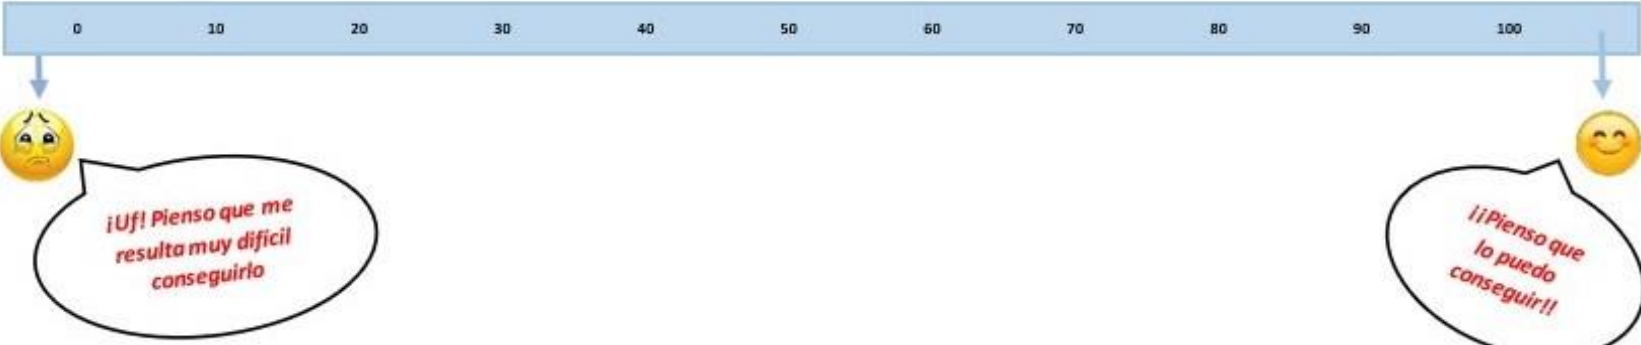 0 10 20 30 40 50 60 70 80 90 100
¡Uf! Pienso que me
resulta muy difícil
conseguirlo
¡¡Pienso que
lo puedo
conseguir!!